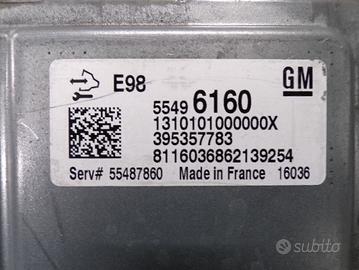 E98
GM
5549 6160
1310101000000X
395357783
8116036862139254
Serv# 55487860 Made in France 16036
subito